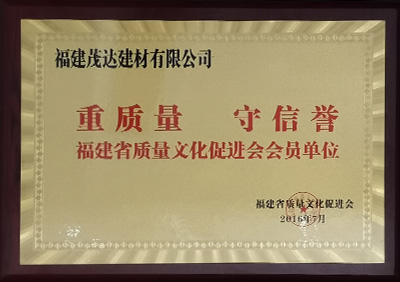 福建茂达建材有限公司
重质量 守信誉
福建省质量文化促进会会员单位
福建省质量文化促进会
2016年7月